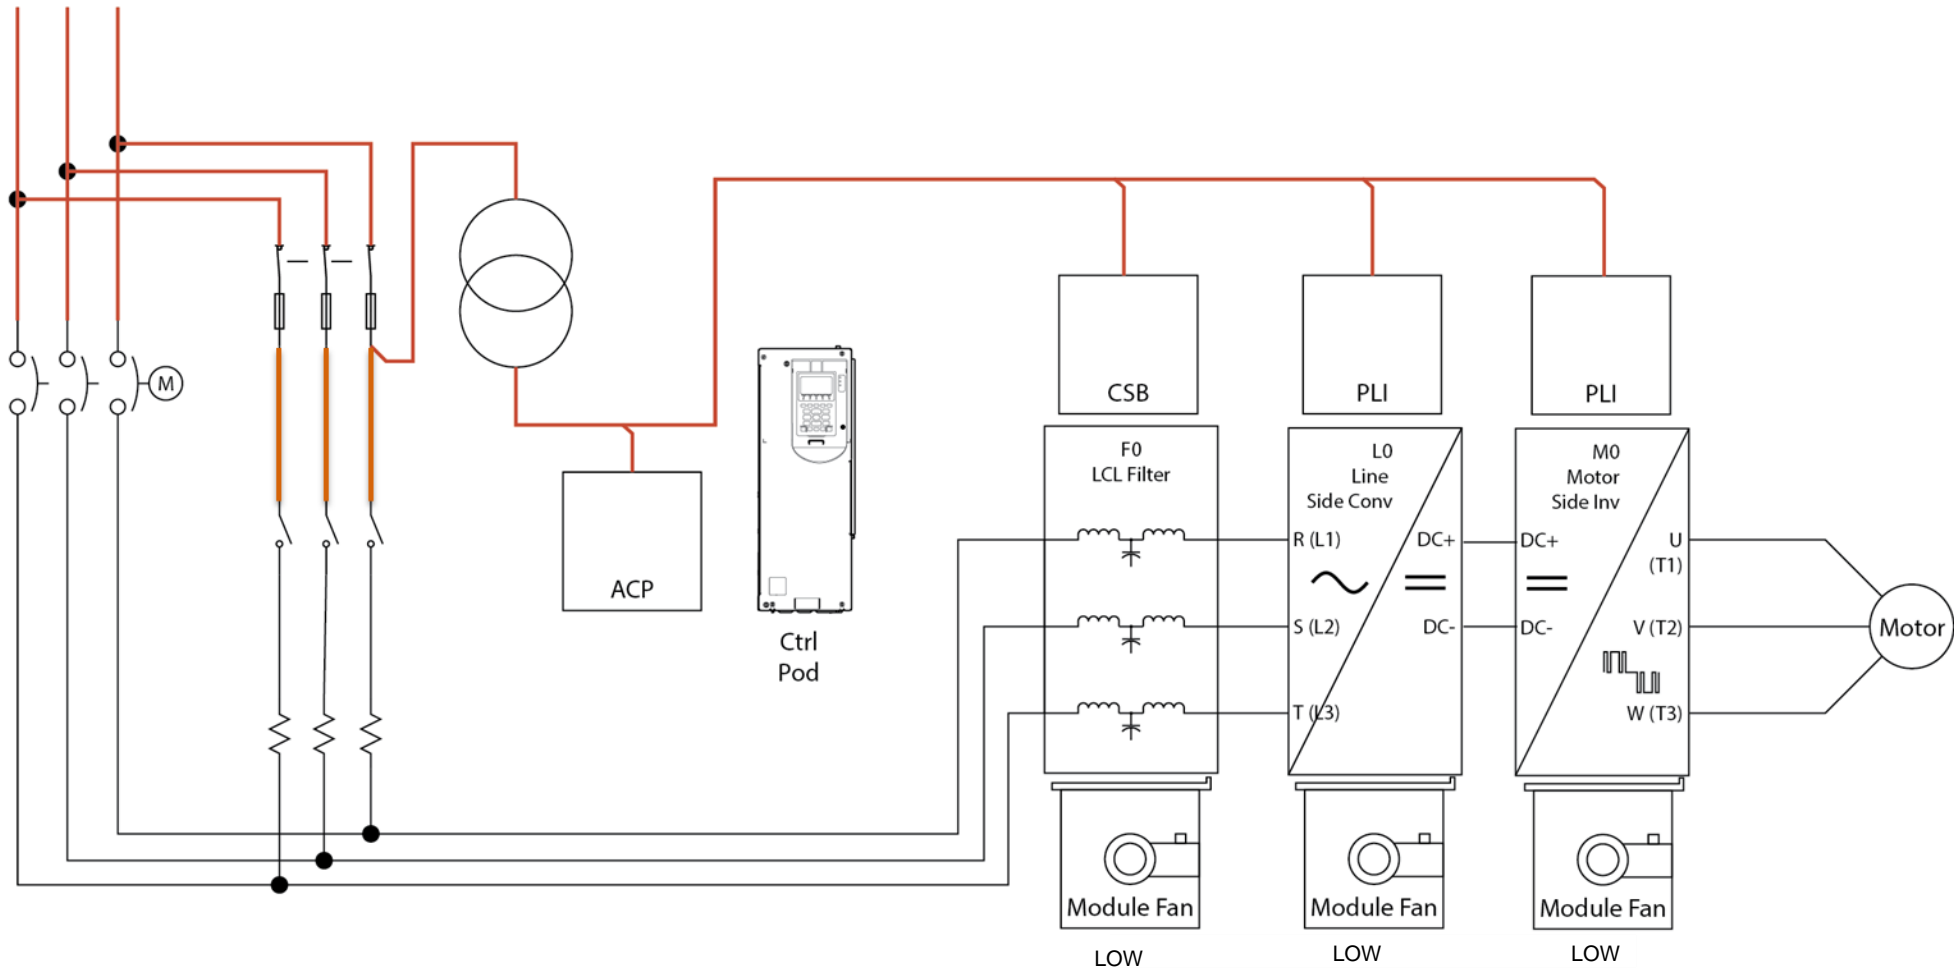 M
ACP
Ctrl
Pod
CSB
PLI
PLI
F0
LCL Filter
L0
Line
Side Conv
M0
Motor
Side Inv
R (L1)
DC+
DC+
U
(T1)
S (L2)
DC-
DC-
V (T2)
Motor
T (L3)
W (T3)
Module Fan
Module Fan
Module Fan
LOW
LOW
LOW